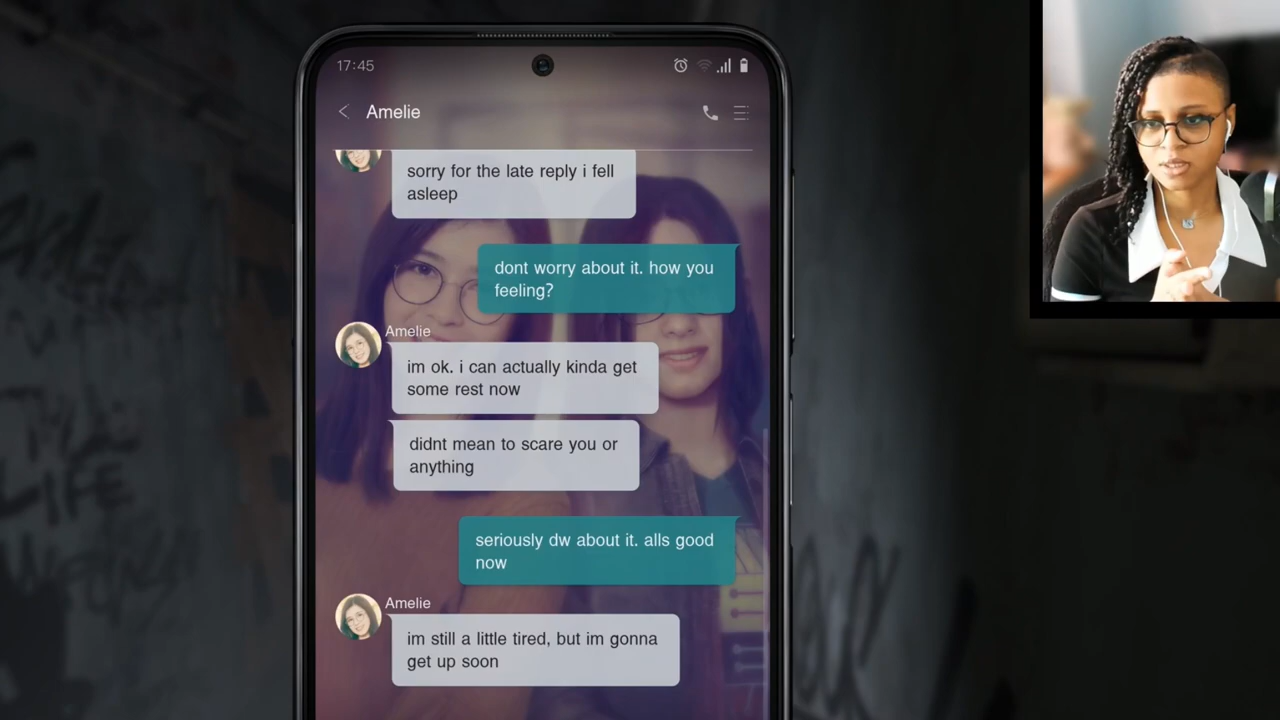 17:45
Amelie
sorry for the late reply i fell
asleep
dont worry about it. how you
feeling?
Amelie
im ok. i can actually kinda get
some rest now
didnt mean to scare you or
anything
seriously dw about it. alls good
now
Amelie
im still a little tired, but im gonna
get up soon
LIFE